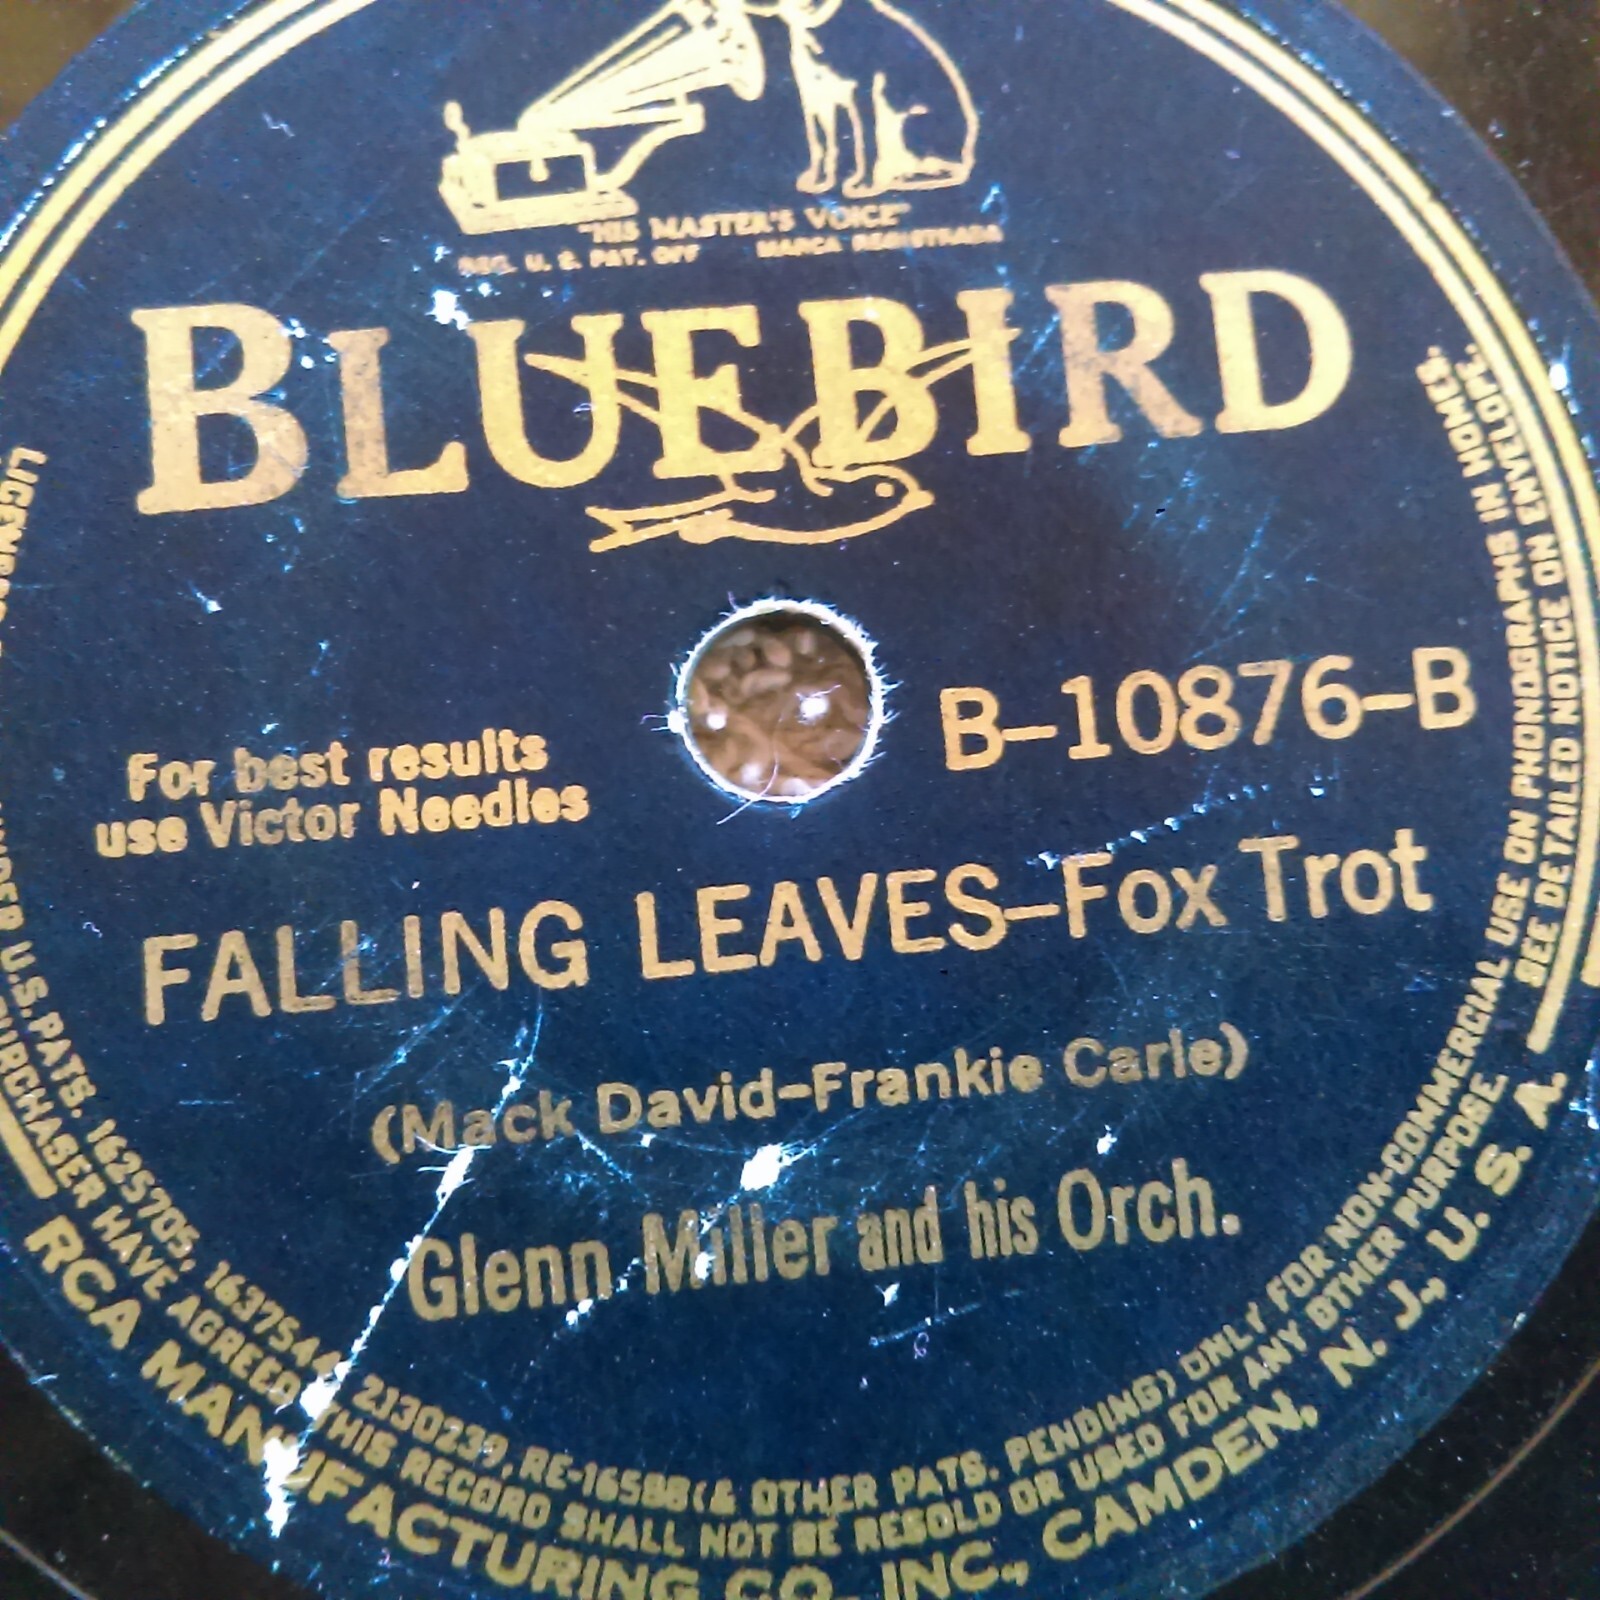 "HIS MASTER'S VOICE"
REG. U. S. PAT. OFF MARCA REGISTRADA
BLUEBIRD
B-10876-B
For best results
use Victor Needles
FALLING LEAVES-Fox Trot
(Mack David-Frankie Carle)
Glenn Miller and his Orch.
U.S.PATS. 1625705, 1637544, 2130239, RE-16588 (& OTHER PATS. PENDING) ONLY FOR NON-COMMERCIAL USE ON PHONOGRAPHS IN HOMES.
PURCHASER HAVE AGREED THIS RECORD SHALL NOT BE RESOLD OR USED FOR ANY OTHER PURPOSE. SEE DETAILED NOTICE ON ENVELOPE.
RCA MANUFACTURING CO., INC., CAMDEN, N. J., U. S. A.